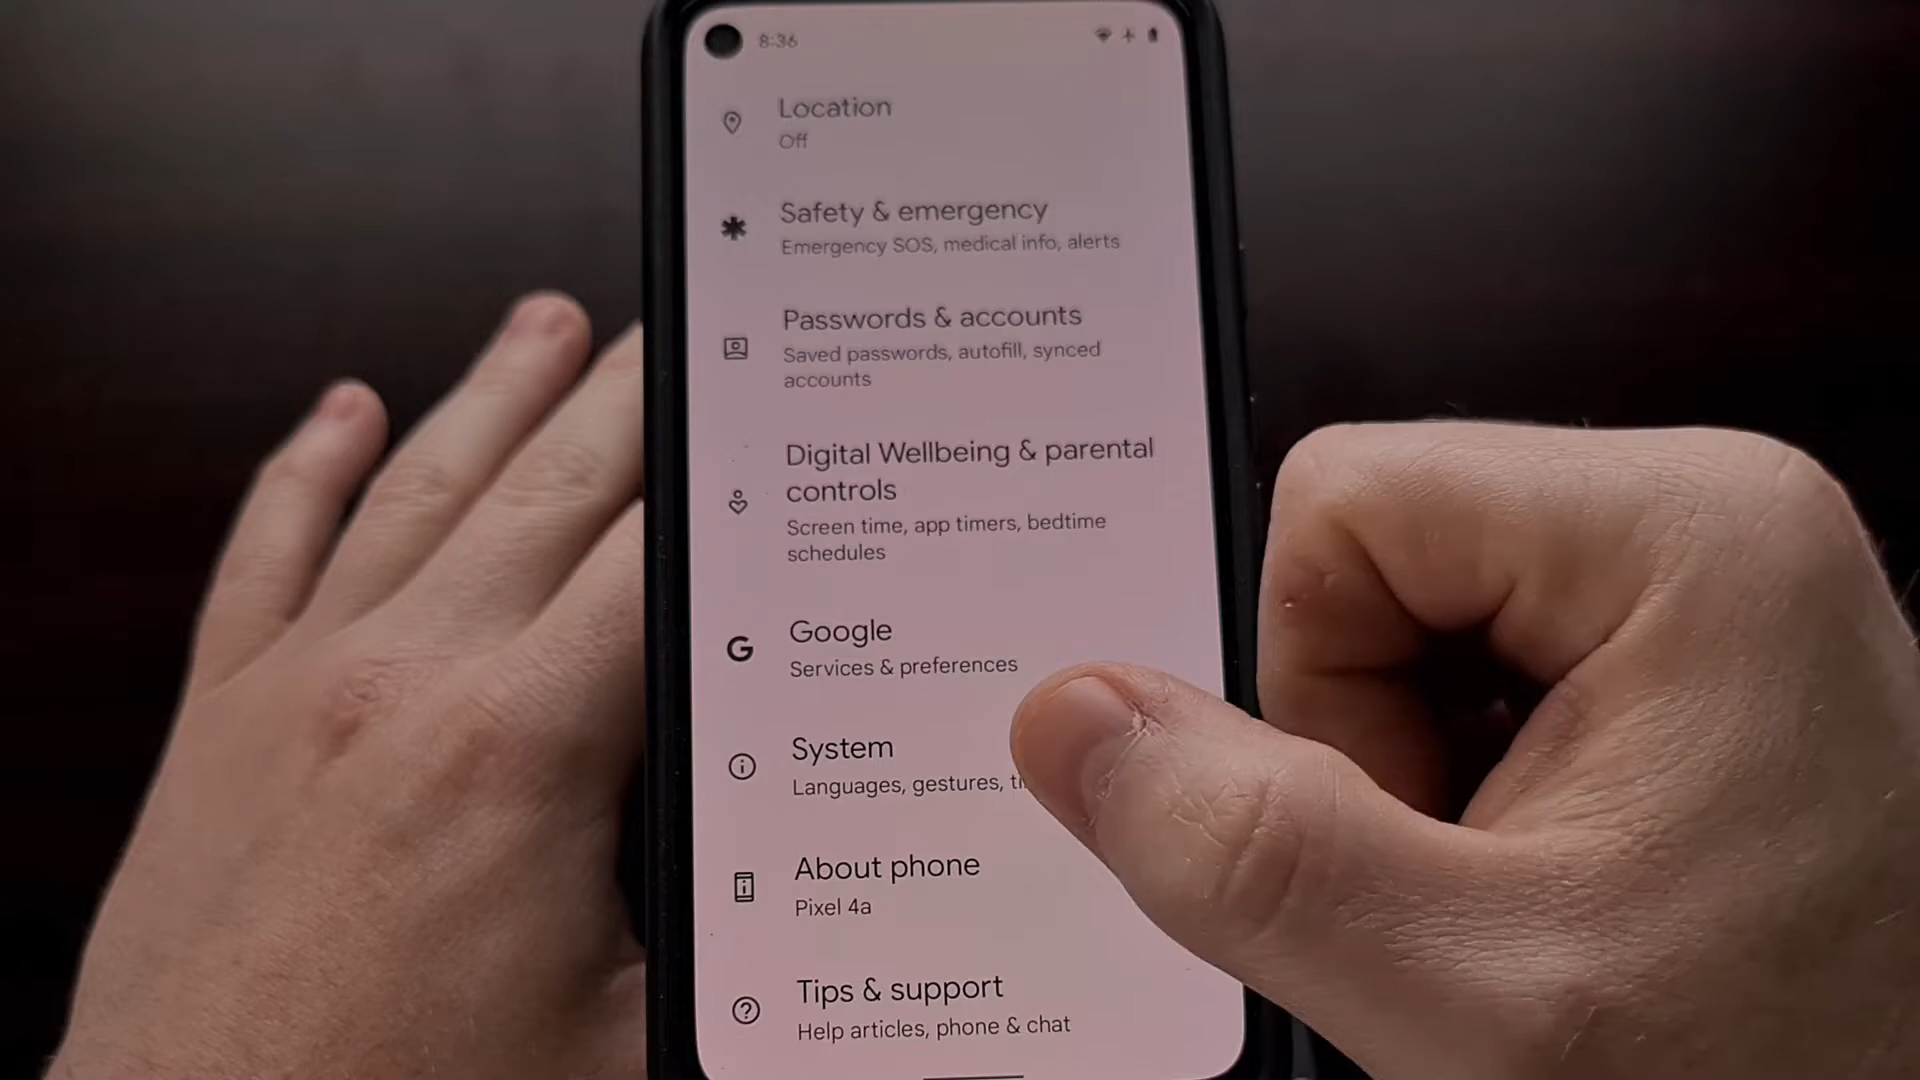 8:36
Location
Off
Safety & emergency
Emergency SOS, medical info, alerts
Passwords & accounts
Saved passwords, autofill, synced
accounts
Digital Wellbeing & parental
controls
Screen time, app timers, bedtime
schedules
Google
Services & preferences
System
Languages, gestures,
About phone
Pixel 4a
Tips & support
Help articles, phone & chat